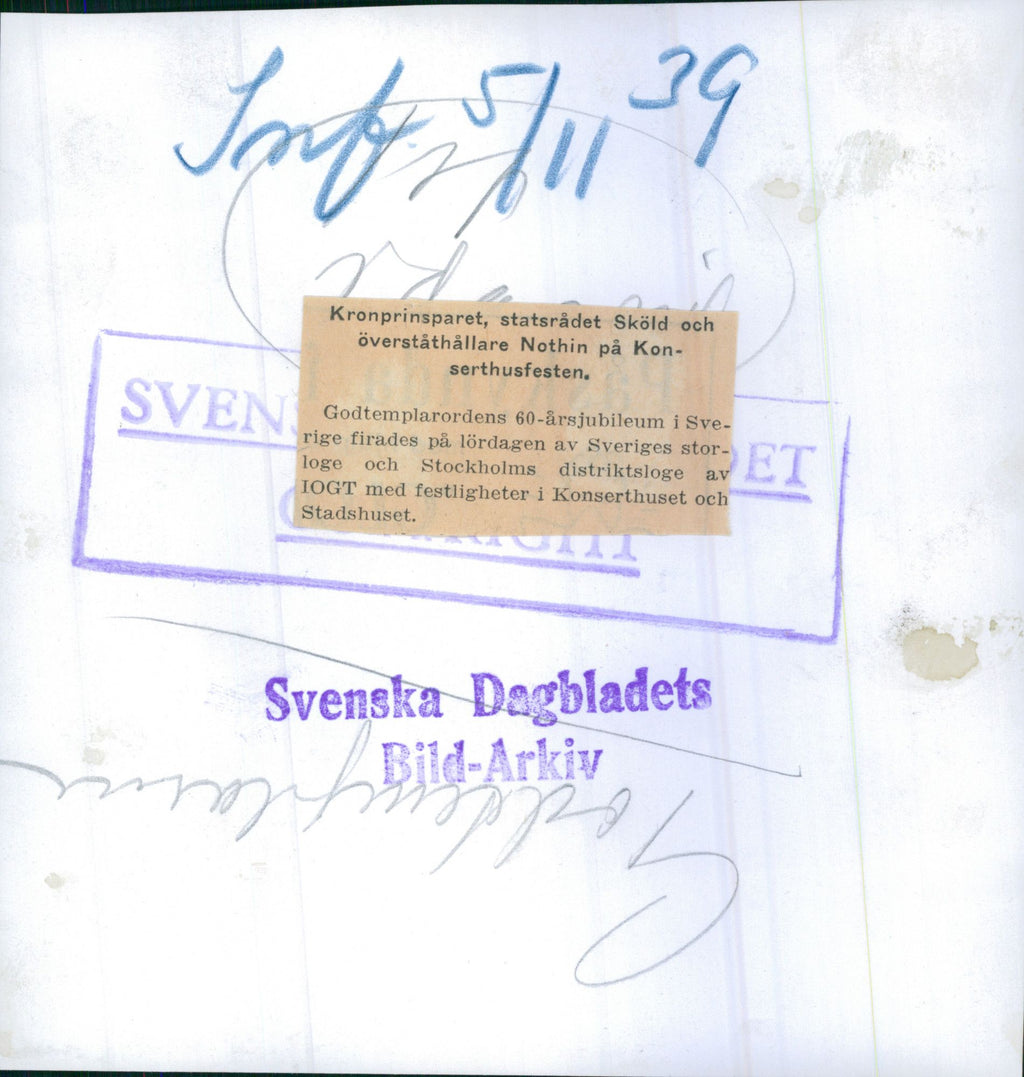 Inf. 5/11 39
Kronprinsparet, statsrådet Sköld och
överståthållare Nothin på Kon-
serthusfesten.
Godtemplarordens 60-årsjubileum i Sve-
rige firades på lördagen av Sveriges stor-
loge och Stockholms distriktsloge av
IOGT med festligheter i Konserthuset och
Stadshuset.
Svenska Dagbladets
Bild-Arkiv